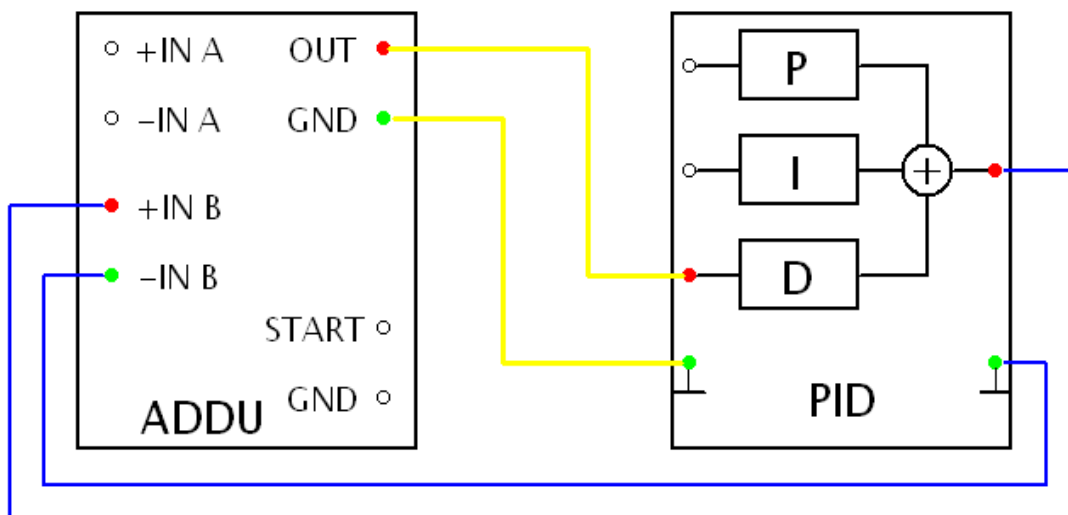 +IN A
OUT
−IN A
GND
+IN B
−IN B
START
GND
ADDU
P
I
D
+
PID